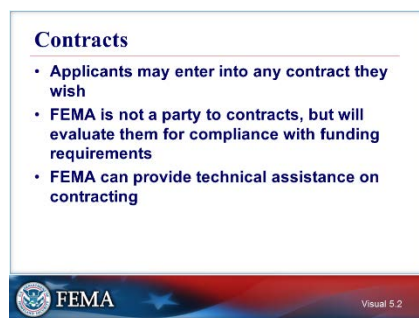 Contracts
• Applicants may enter into any contract they
wish
• FEMA is not a party to contracts, but will
evaluate them for compliance with funding
requirements
• FEMA can provide technical assistance on
contracting
FEMA
Visual 5.2